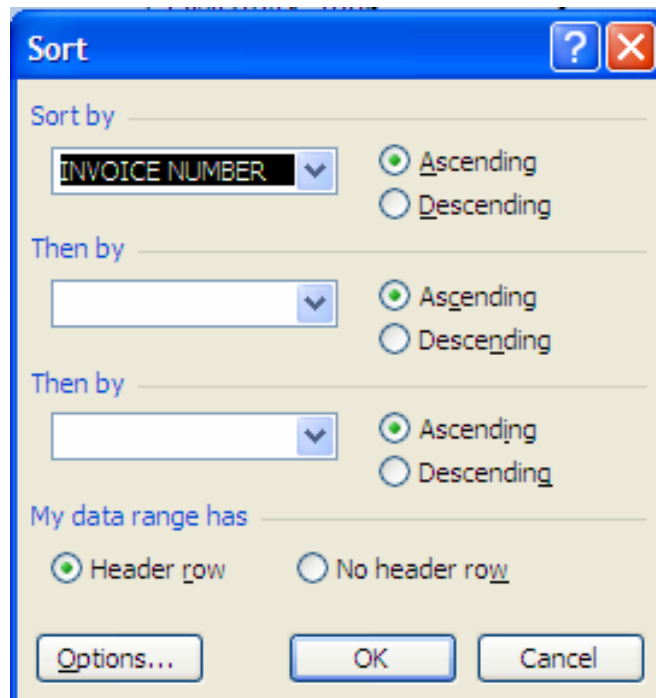 Sort
Sort by
INVOICE NUMBER
Ascending
Descending
Then by
Ascending
Descending
Then by
Ascending
Descending
My data range has
Header row
No header row
Options...
OK
Cancel